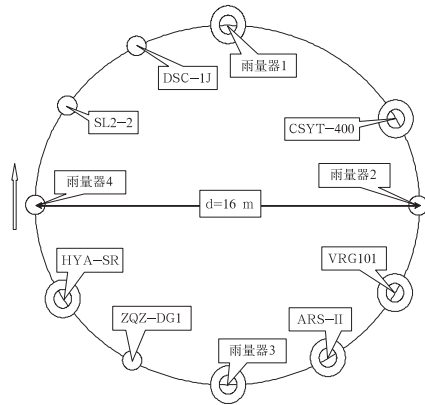 雨量器1
DSC-1J
SL2-2
CSYT-400
雨量器4
雨量器2
d=16 m
HYA-SR
VRG101
ZQZ-DG1
雨量器3
ARS-II